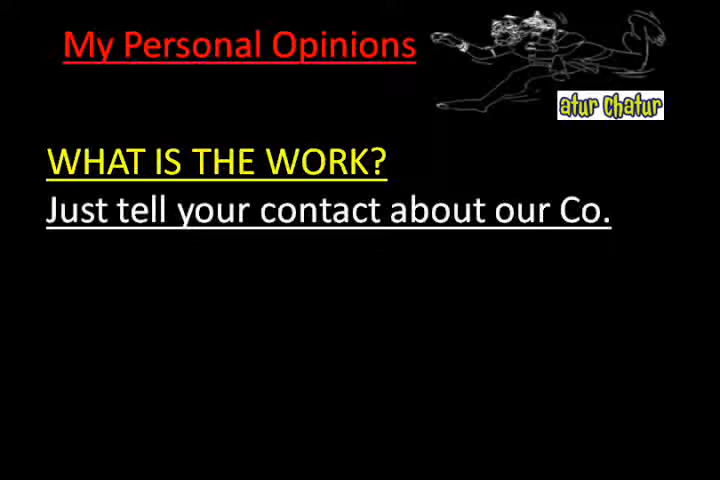 My Personal Opinions
atur Chatur
WHAT IS THE WORK?
Just tell your contact about our Co.